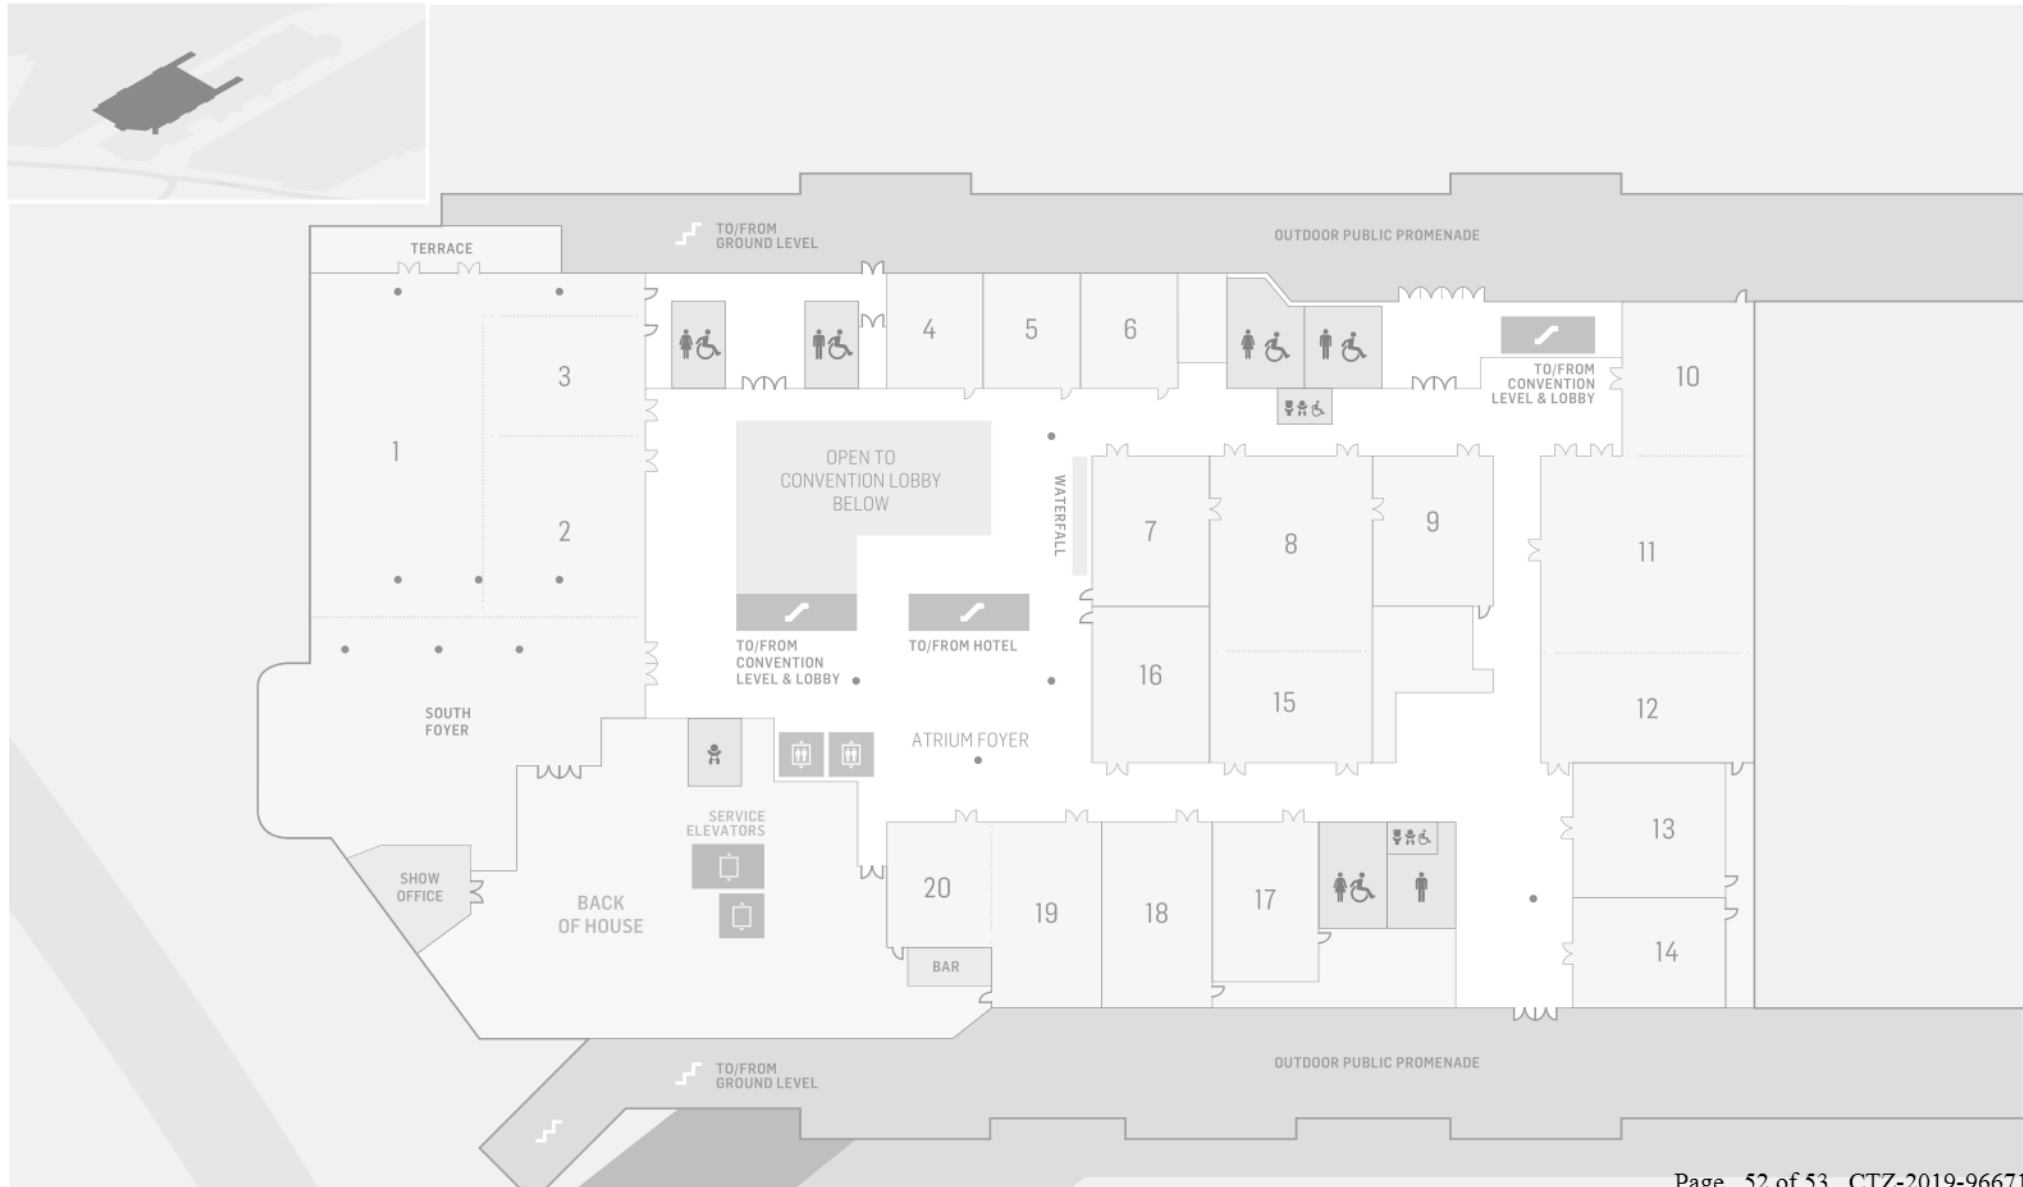 TO/FROM
GROUND LEVEL
OUTDOOR PUBLIC PROMENADE
TERRACE
4
5
6
3
10
TO/FROM
CONVENTION
LEVEL & LOBBY
1
OPEN TO
CONVENTION LOBBY
BELOW
WATERFALL
2
7
8
9
11
TO/FROM
CONVENTION
LEVEL & LOBBY
TO/FROM HOTEL
16
15
12
SOUTH
FOYER
ATRIUM FOYER
SERVICE
ELEVATORS
13
SHOW
OFFICE
BACK
OF HOUSE
20
19
18
17
14
BAR
TO/FROM
GROUND LEVEL
OUTDOOR PUBLIC PROMENADE
Page 52 of 53 CTZ-2019-96671